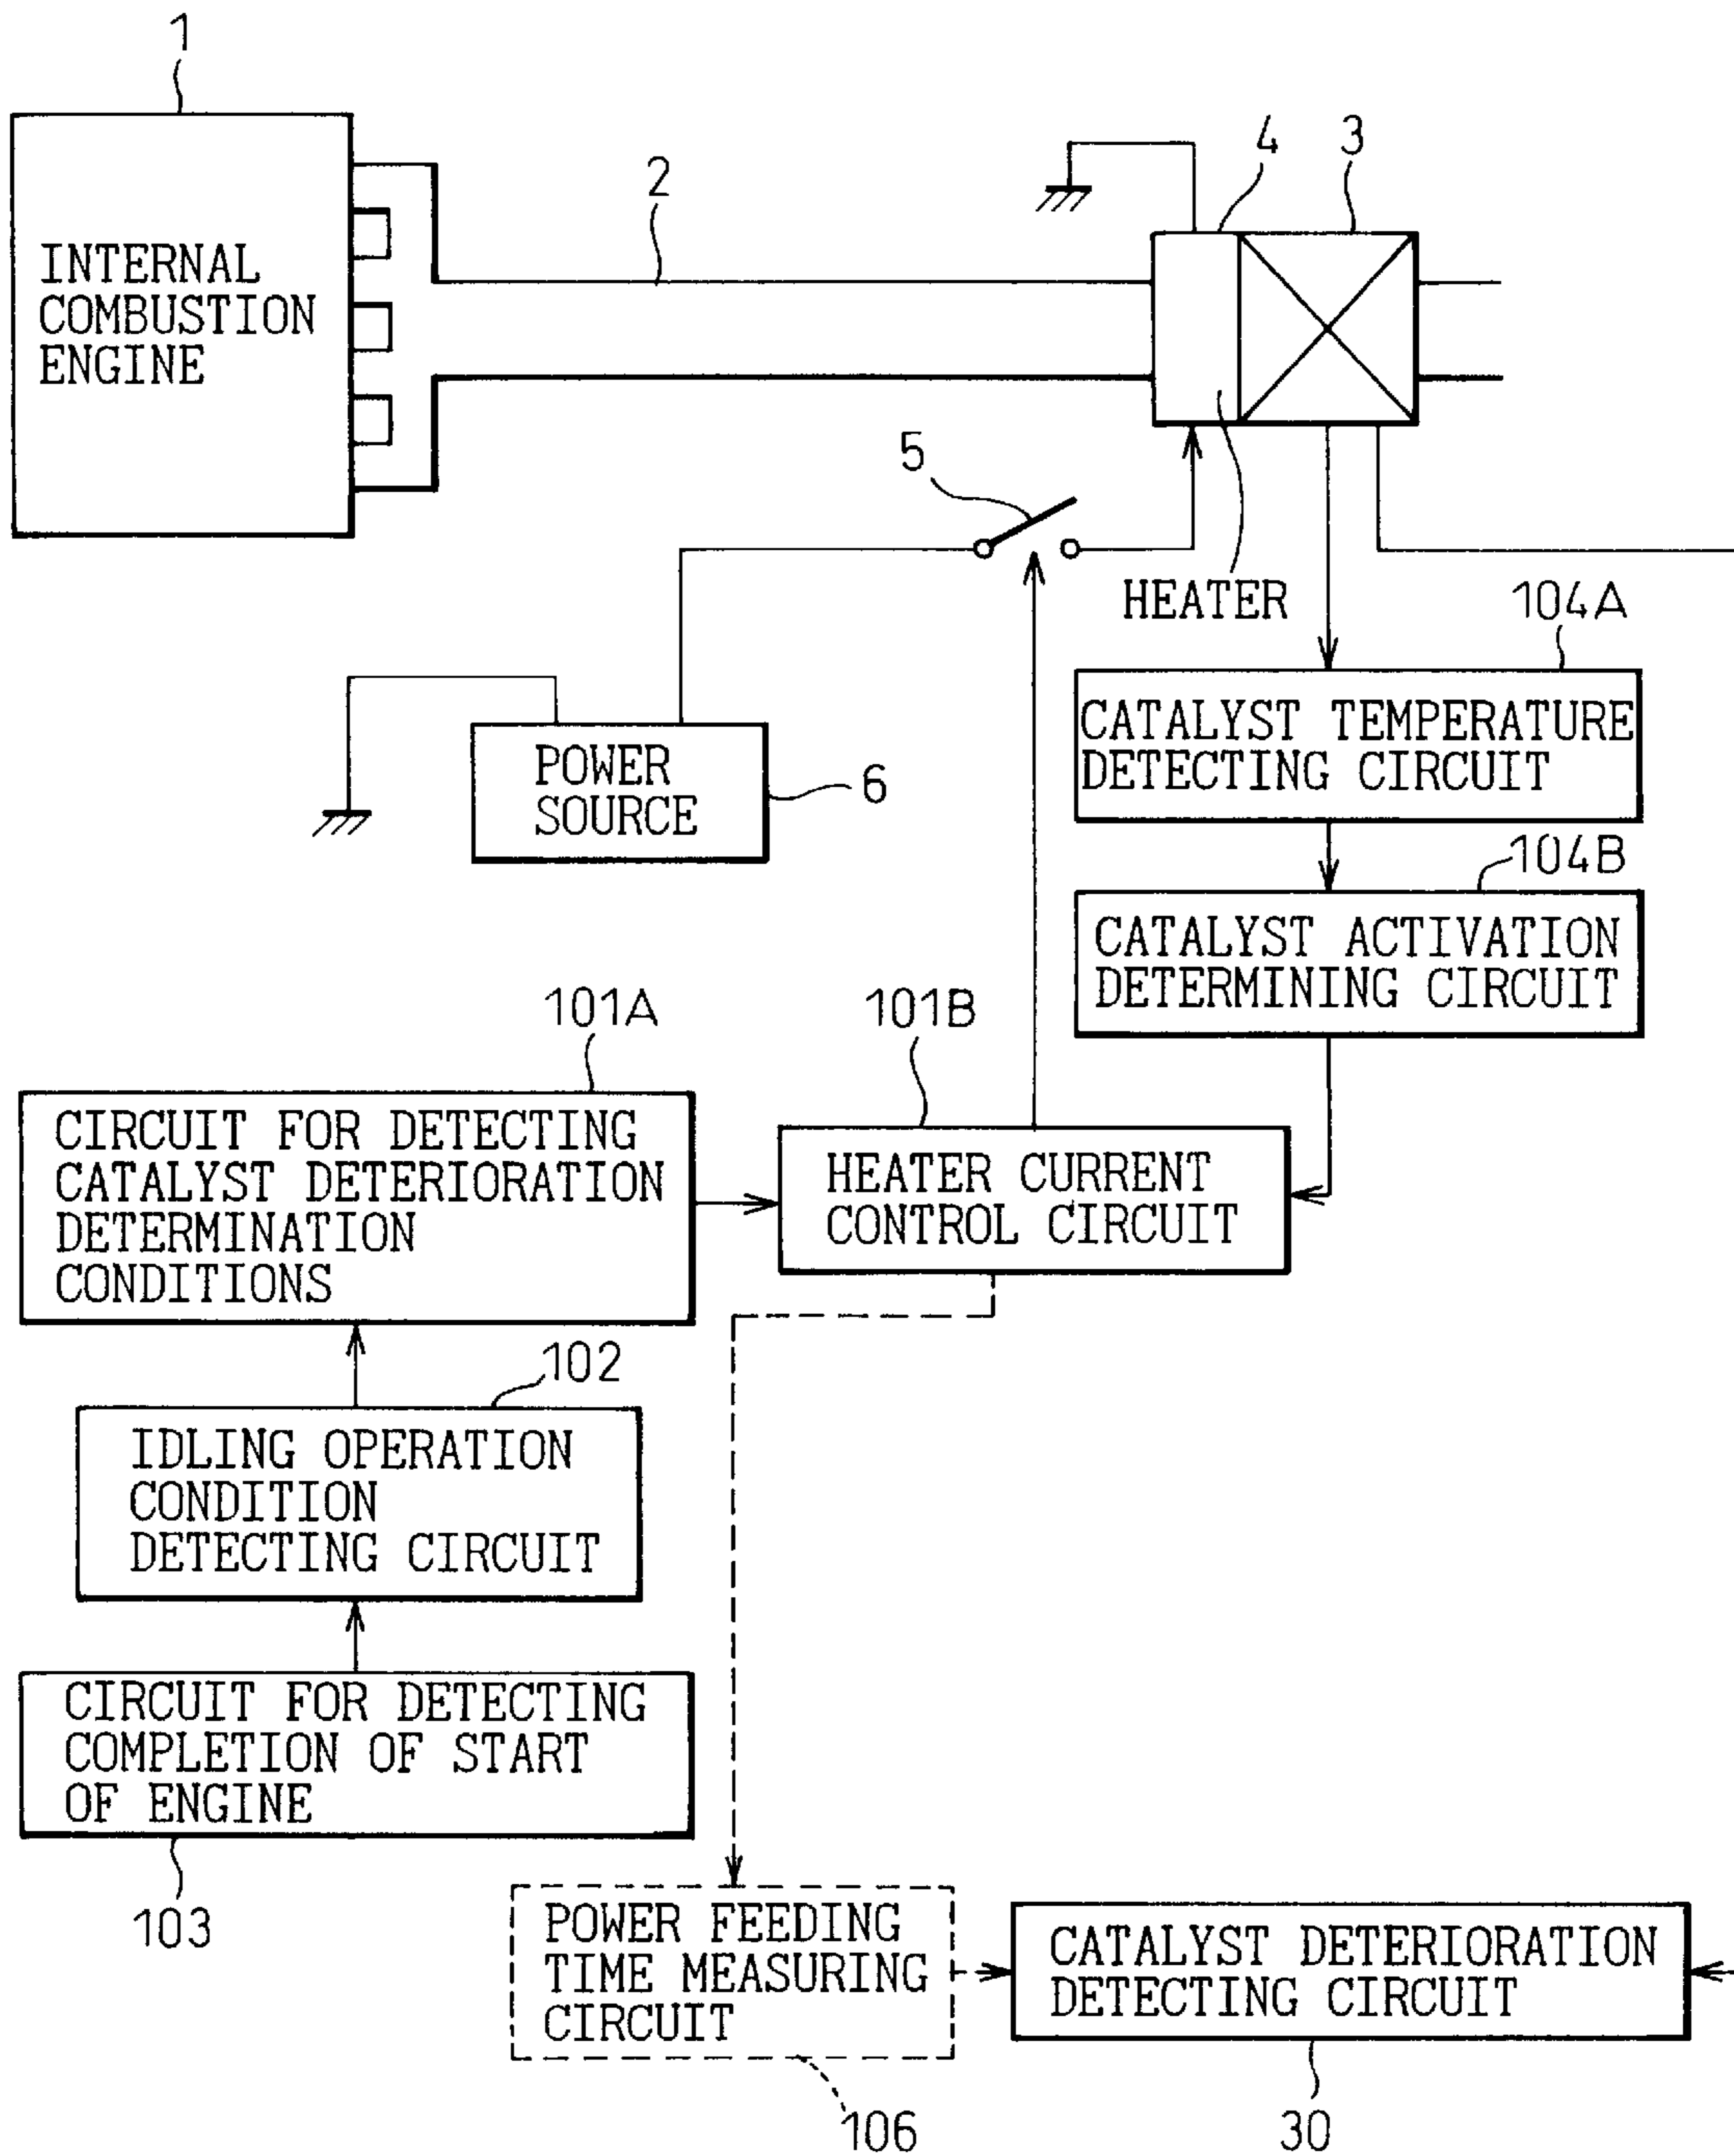 1
INTERNAL
COMBUSTION
ENGINE
2
4
3
5
HEATER
104A
CATALYST TEMPERATURE
DETECTING CIRCUIT
POWER
SOURCE
6
104B
CATALYST ACTIVATION
DETERMINING CIRCUIT
101A
101B
CIRCUIT FOR DETECTING
CATALYST DETERIORATION
DETERMINATION
CONDITIONS
HEATER CURRENT
CONTROL CIRCUIT
102
IDLING OPERATION
CONDITION
DETECTING CIRCUIT
CIRCUIT FOR DETECTING
COMPLETION OF START
OF ENGINE
103
POWER FEEDING
TIME MEASURING
CIRCUIT
CATALYST DETERIORATION
DETECTING CIRCUIT
106
30